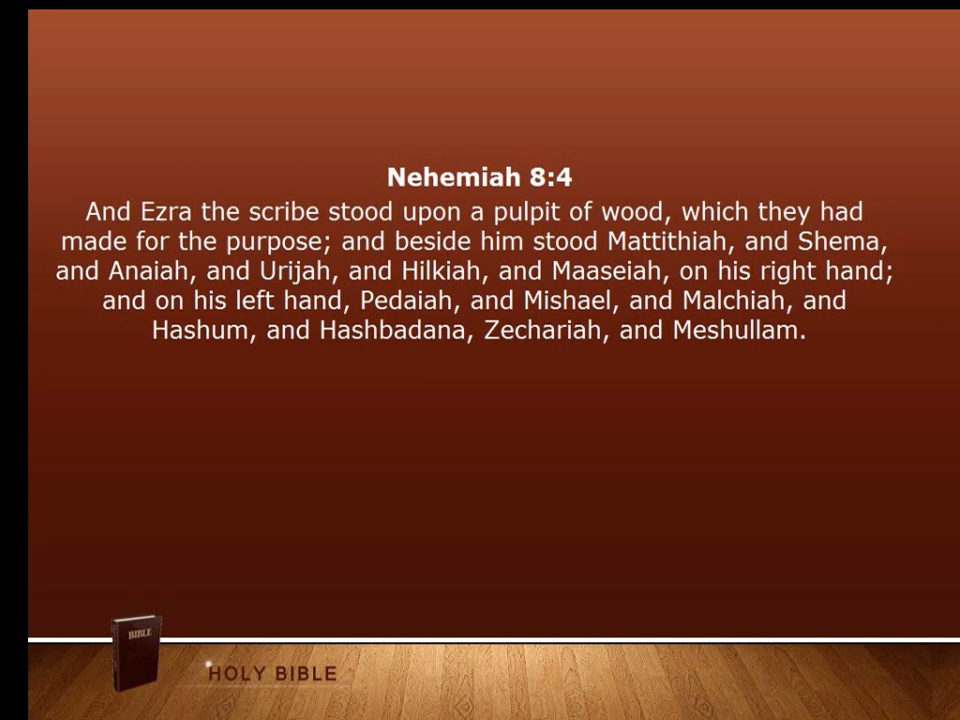 Nehemiah 8:4
And Ezra the scribe stood upon a pulpit of wood, which they had
made for the purpose; and beside him stood Mattithiah, and Shema,
and Anaiah, and Urijah, and Hilkiah, and Maaseiah, on his right hand;
and on his left hand, Pedaiah, and Mishael, and Malchiah, and
Hashum, and Hashbadana, Zechariah, and Meshullam.
BIBLE
HOLY BIBLE